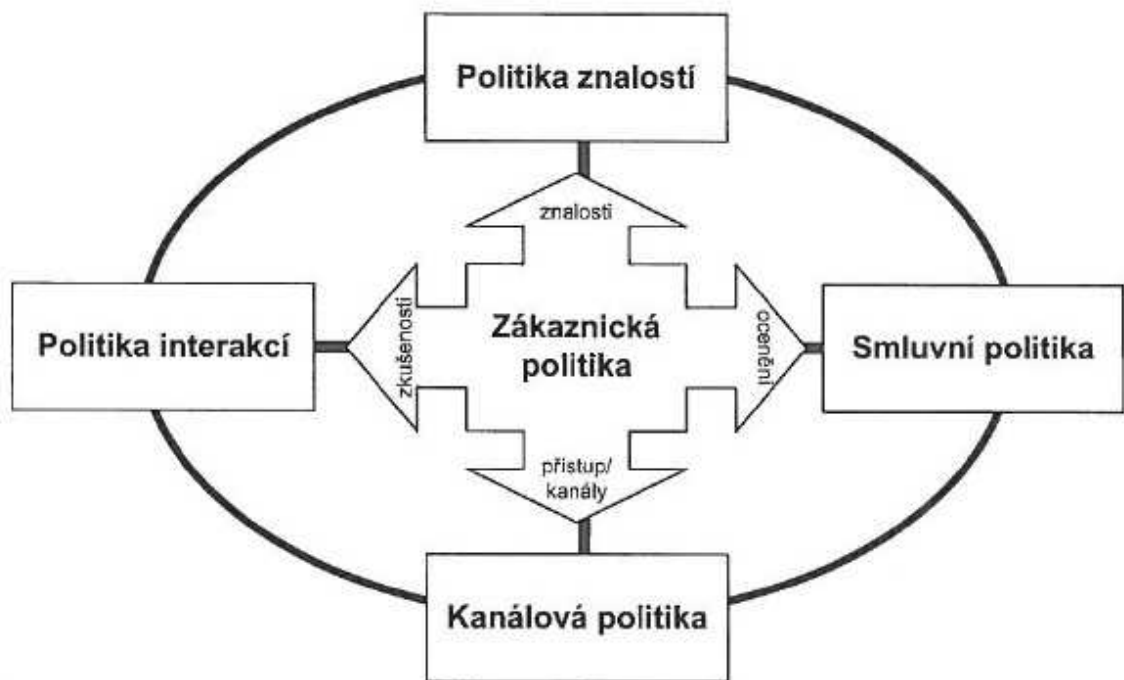 Politika znalostí
znalosti
Politika interakcí
zkušenosti
Zákaznická
politika
ocenění
Smluvní politika
přístup/
kanály
Kanálová politika